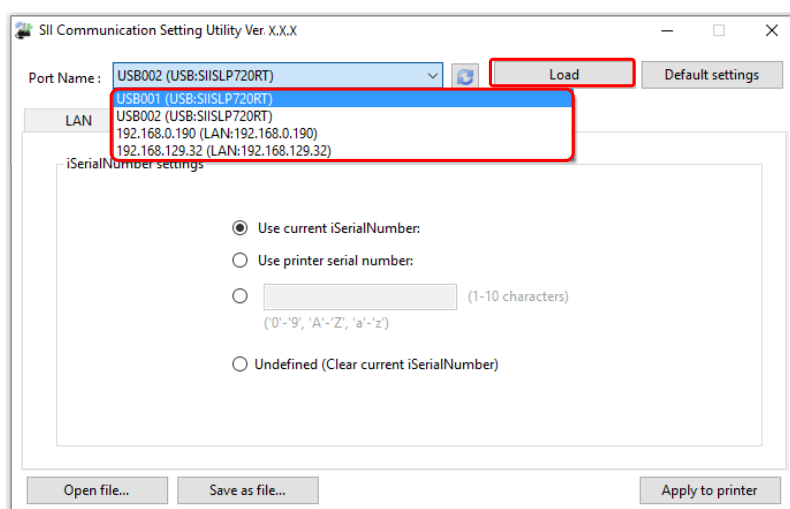 SII Communication Setting Utility Ver. X.X.X
Port Name : USB002 (USB:SIISLP720RT) Load Default settings
USB001 (USB:SIISLP720RT)
LAN USB002 (USB:SIISLP720RT)
192.168.0.190 (LAN:192.168.0.190)
192.168.129.32 (LAN:192.168.129.32)
iSerialNumber settings
Use current iSerialNumber:
Use printer serial number:
(1-10 characters)
('0'-'9', 'A'-'Z', 'a'-'z')
Undefined (Clear current iSerialNumber)
Open file... Save as file... Apply to printer